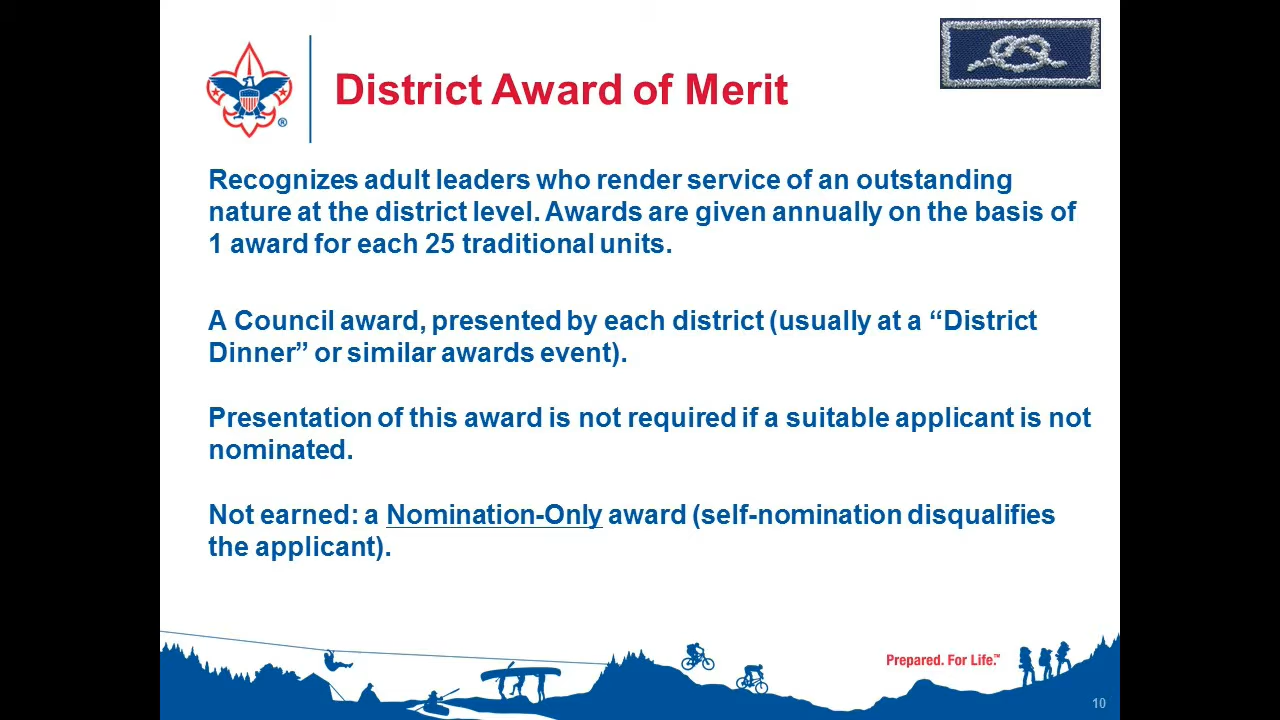 District Award of Merit
Recognizes adult leaders who render service of an outstanding
nature at the district level. Awards are given annually on the basis of
1 award for each 25 traditional units.
A Council award, presented by each district (usually at a “District
Dinner” or similar awards event).
Presentation of this award is not required if a suitable applicant is not
nominated.
Not earned: a Nomination-Only award (self-nomination disqualifies
the applicant).
Prepared. For Life.™
10
®